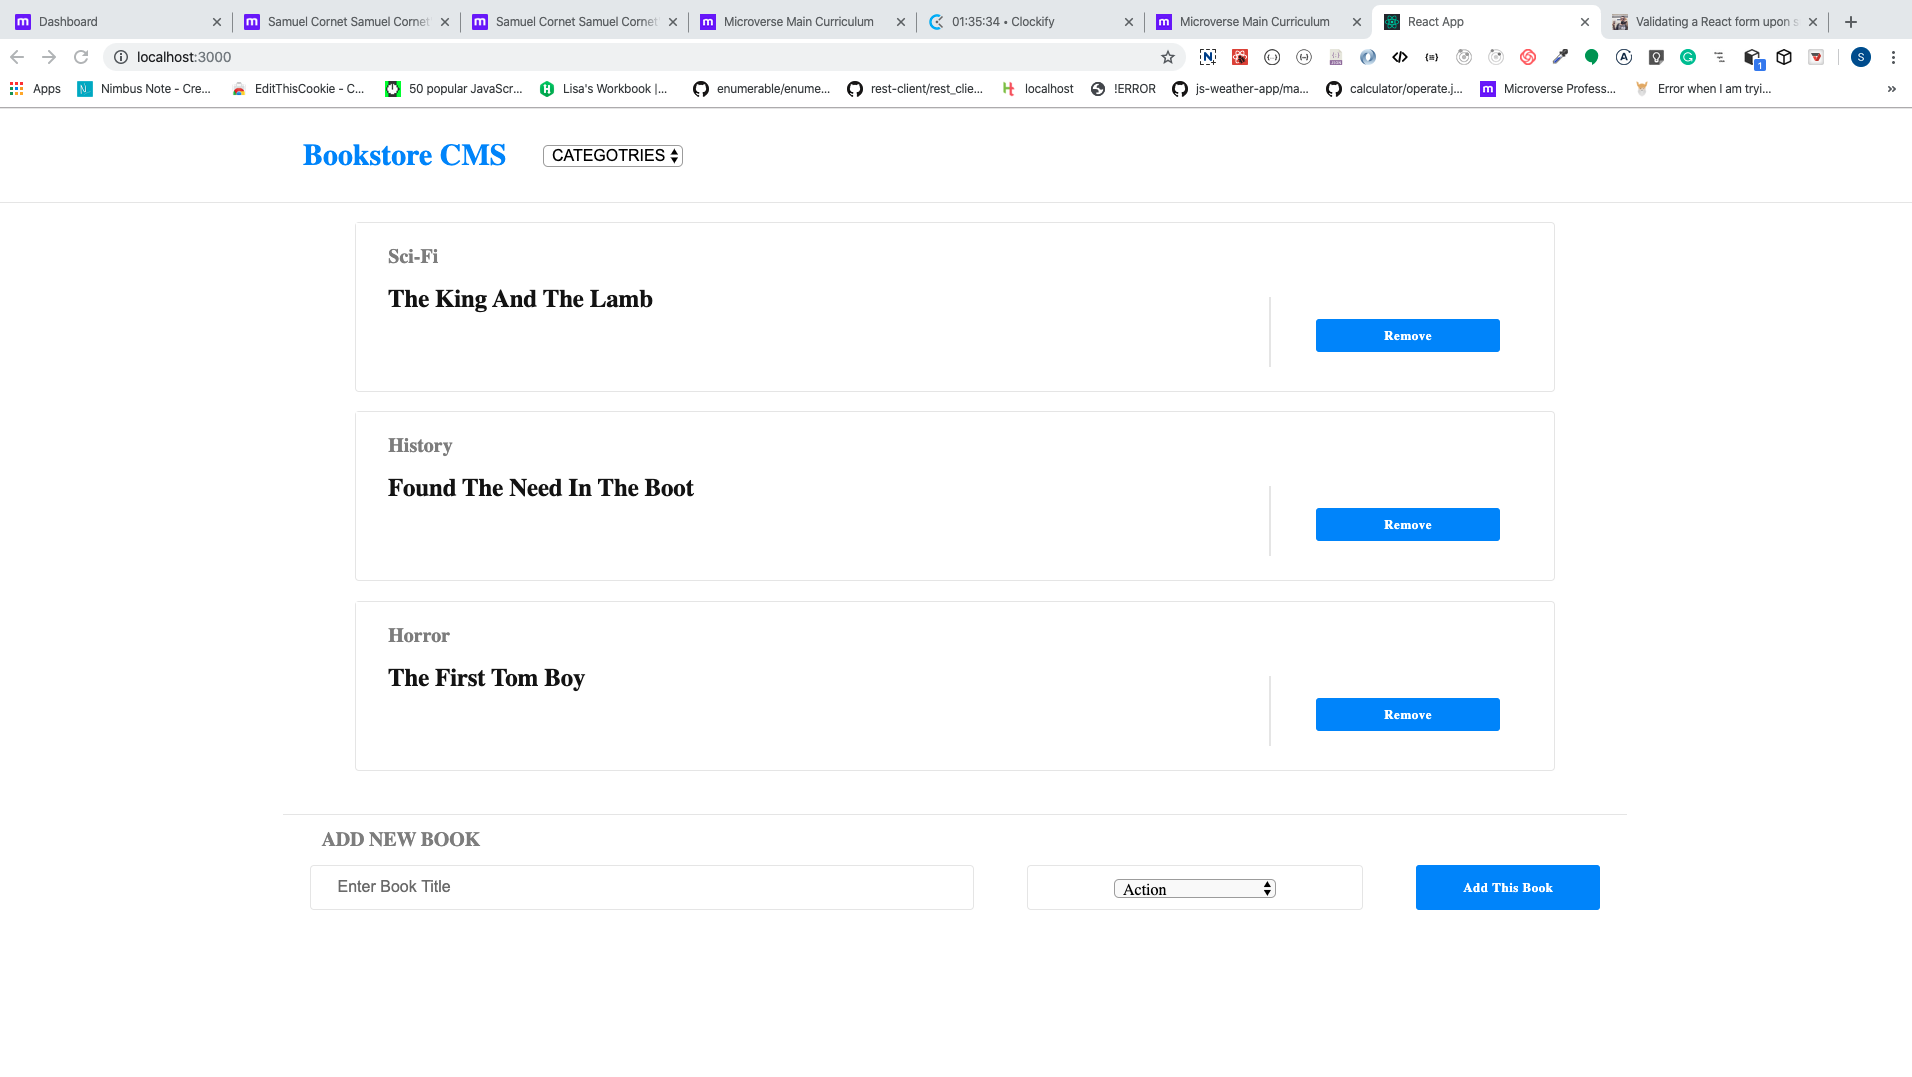 Dashboard
Samuel Cornet Samuel Cornet
Samuel Cornet Samuel Cornet
Microverse Main Curriculum
01:35:34 • Clockify
Microverse Main Curriculum
React App
Validating a React form upon s
localhost:3000
1
S
Apps
Nimbus Note - Cre...
EditThisCookie - C...
50 popular JavaScr...
Lisa's Workbook |...
enumerable/enume...
rest-client/rest_clie...
localhost
!ERROR
js-weather-app/ma...
calculator/operate.j...
Microverse Profess...
Error when I am tryi...
»
Bookstore CMS
CATEGOTRIES
Sci-Fi
The King And The Lamb
Remove
History
Found The Need In The Boot
Remove
Horror
The First Tom Boy
Remove
ADD NEW BOOK
Enter Book Title
Action
Add This Book